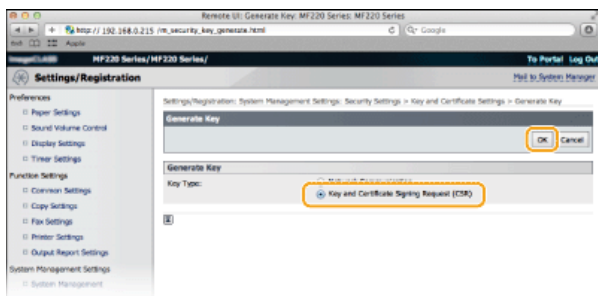 Remote UI: Generate Key: MF220 Series: MF220 Series
http://192.168.0.215/m_security_key_generate.html
Google
Apple
MF220 Series/MF220 Series/
To Portal Log Out
Settings/Registration
Mail to System Manager
Preferences
Paper Settings
Sound Volume Control
Display Settings
Timer Settings
Function Settings
Common Settings
Copy Settings
Fax Settings
Printer Settings
Output Report Settings
System Management Settings
System Management
Settings/Registration: System Management Settings: Security Settings > Key and Certificate Settings > Generate Key
Generate Key
OK Cancel
Generate Key
Key Type:
Network Communication
Key and Certificate Signing Request (CSR)